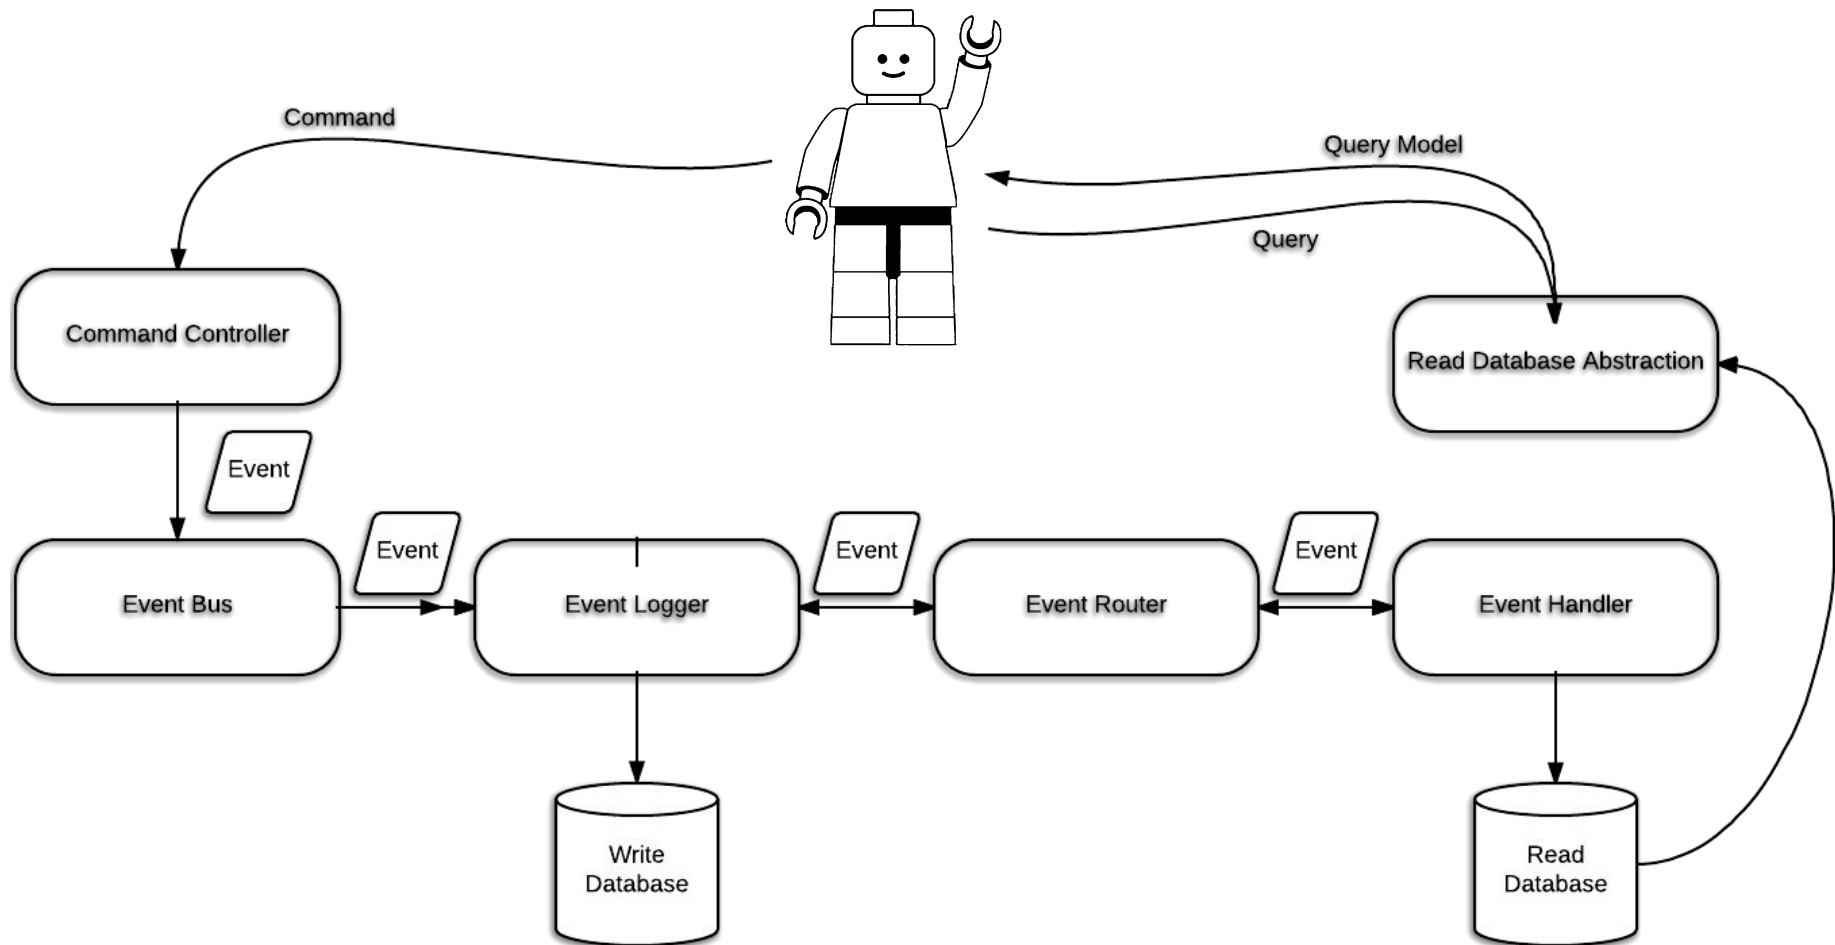 Command
Query Model
Query
Command Controller
Read Database Abstraction
Event
Event
Event
Event
Event Bus
Event Logger
Event Router
Event Handler
Write
Database
Read
Database